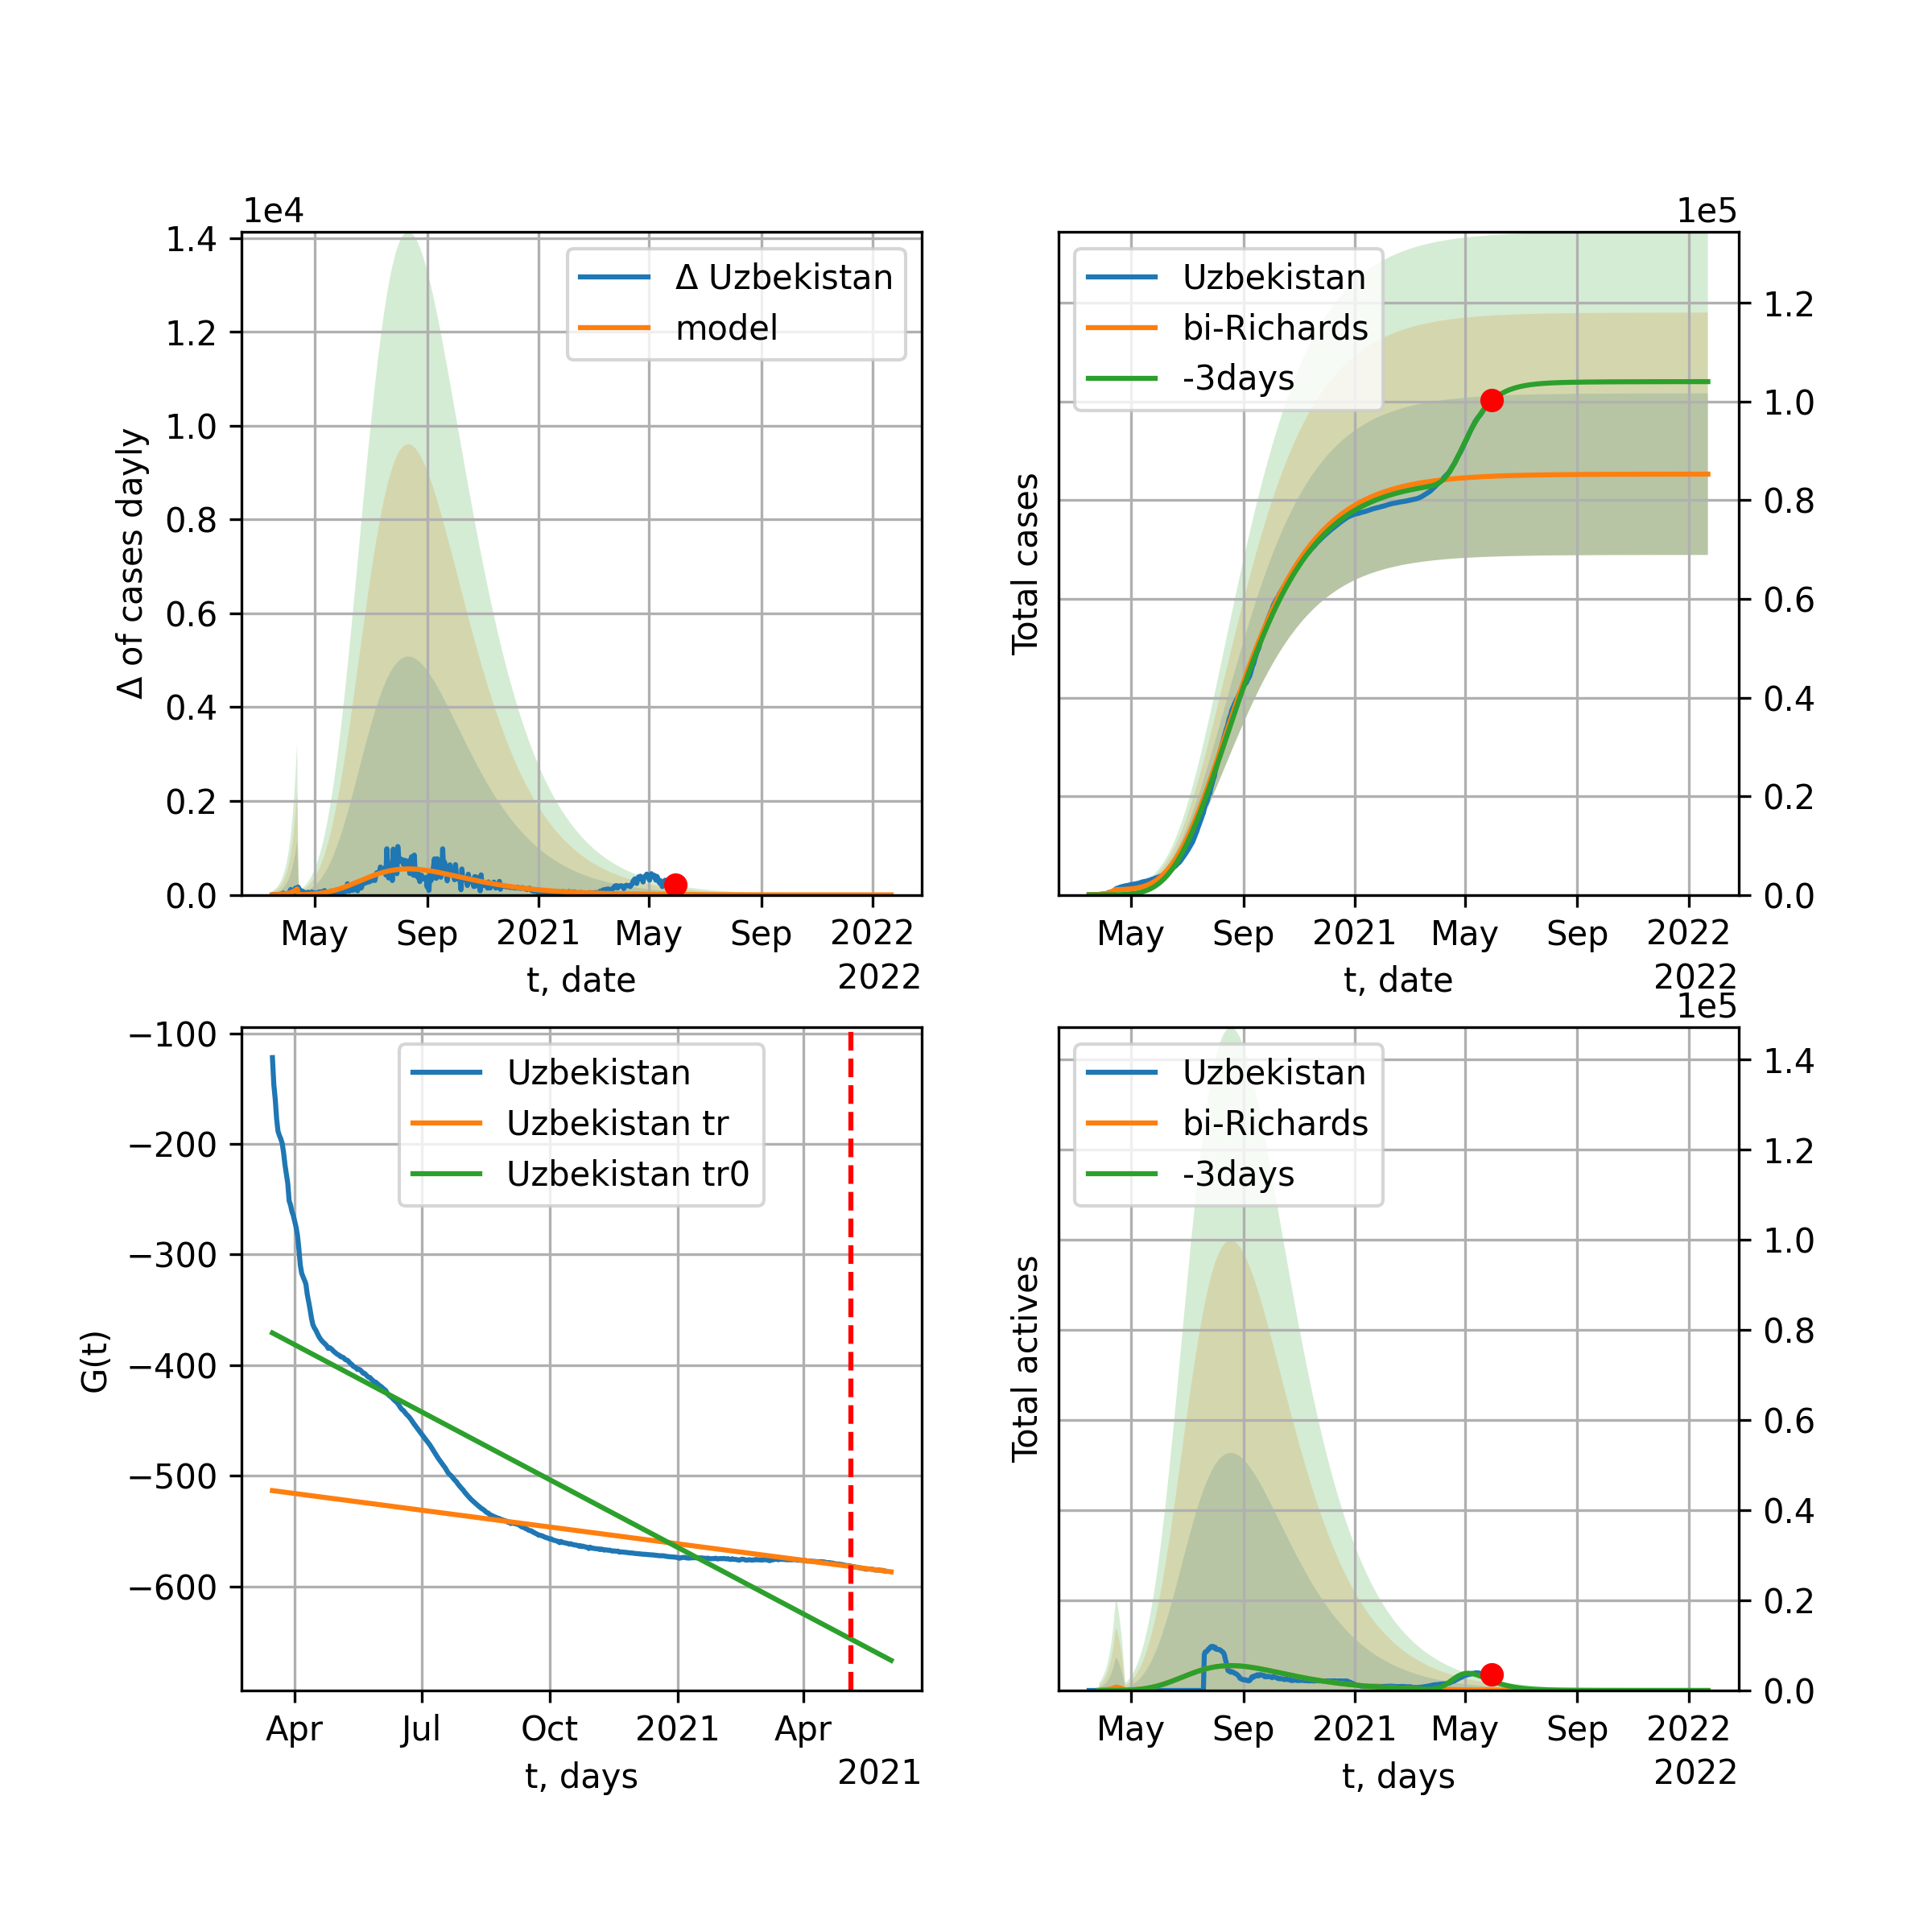 1e4
1.4
1.2
1.0
0.8
0.6
0.4
0.2
0.0
Δ of cases dayly
Δ Uzbekistan
model
May Sep 2021 May Sep 2022
t, date
2022
1e5
Total cases
Uzbekistan
bi-Richards
-3days
1.2
1.0
0.8
0.6
0.4
0.2
0.0
May Sep 2021 May Sep 2022
t, date
2022
−100
−200
−300
−400
−500
−600
G(t)
Uzbekistan
Uzbekistan tr
Uzbekistan tr0
Apr Jul Oct 2021 Apr
t, days
2021
1e5
Total actives
Uzbekistan
bi-Richards
-3days
1.4
1.2
1.0
0.8
0.6
0.4
0.2
0.0
May Sep 2021 May Sep 2022
t, days
2022